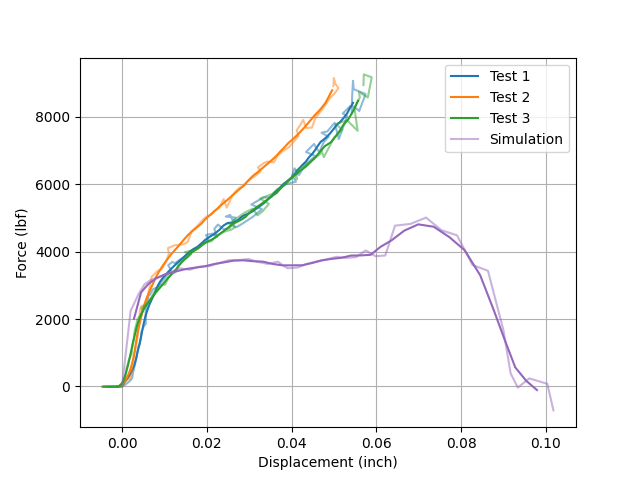 Test 1
Test 2
Test 3
Simulation
Force (lbf)
8000
6000
4000
2000
0
0.00 0.02 0.04 0.06 0.08 0.10
Displacement (inch)